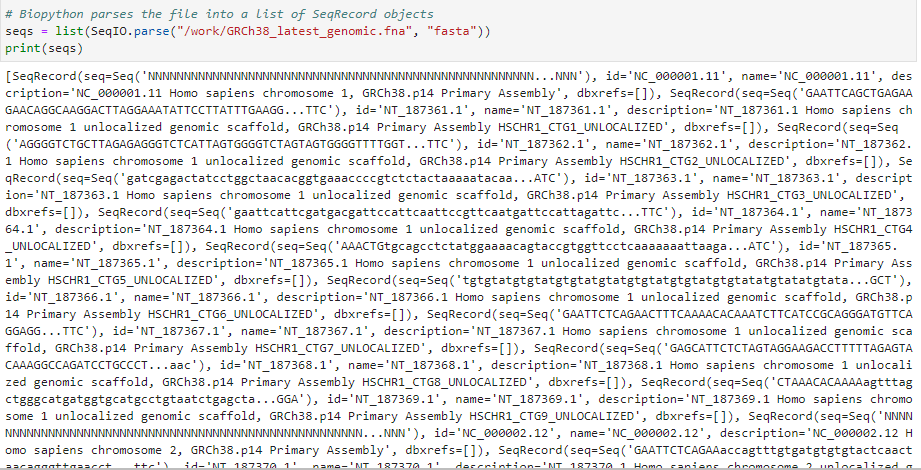 # Biopython parses the file into a list of SeqRecord objects
seqs = list(SeqIO.parse("/work/GRCh38_latest_genomic.fna", "fasta"))
print(seqs)
[SeqRecord(seq=Seq('NNNNNNNNNNNNNNNNNNNNNNNNNNNNNNNNNNNNNNNNNNNNNNNNNNNNNN...NNN'), id='NC_000001.11', name='NC_000001.11', des
cription='NC_000001.11 Homo sapiens chromosome 1, GRCh38.p14 Primary Assembly', dbxrefs=[]), SeqRecord(seq=Seq('GAATTCAGCTGAGAA
GAACAGGCAAGGACTTAGGAAATATTCCTTATTTGAAGG...TTC'), id='NT_187361.1', name='NT_187361.1', description='NT_187361.1 Homo sapiens ch
romosome 1 unlocalized genomic scaffold, GRCh38.p14 Primary Assembly HSCHR1_CTG1_UNLOCALIZED', dbxrefs=[]), SeqRecord(seq=Seq
('AGGGGTCTGCTTAGAGAGGGTCTCATTAGTGGGGTCTAGTAGTGGGGTTTTGGT...TTC'), id='NT_187362.1', name='NT_187362.1', description='NT_187362.
1 Homo sapiens chromosome 1 unlocalized genomic scaffold, GRCh38.p14 Primary Assembly HSCHR1_CTG2_UNLOCALIZED', dbxrefs=[]), Se
qRecord(seq=Seq('gatcgagactatcctggctaacacggtgaaaccccgtctctactaaaaatacaa...ATC'), id='NT_187363.1', name='NT_187363.1', descript
ion='NT_187363.1 Homo sapiens chromosome 1 unlocalized genomic scaffold, GRCh38.p14 Primary Assembly HSCHR1_CTG3_UNLOCALIZED',
dbxrefs=[]), SeqRecord(seq=Seq('gaattcattcgatgacgattccattcaattccgttcaatgattccattagattc...TTC'), id='NT_187364.1', name='NT_1873
64.1', description='NT_187364.1 Homo sapiens chromosome 1 unlocalized genomic scaffold, GRCh38.p14 Primary Assembly HSCHR1_CTG4
_UNLOCALIZED', dbxrefs=[]), SeqRecord(seq=Seq('AAACTGtgcagcctctatggaaaacagtaccgtggttcctcaaaaaaattaaga...ATC'), id='NT_187365.
1', name='NT_187365.1', description='NT_187365.1 Homo sapiens chromosome 1 unlocalized genomic scaffold, GRCh38.p14 Primary Ass
embly HSCHR1_CTG5_UNLOCALIZED', dbxrefs=[]), SeqRecord(seq=Seq('tgtgtatgtgtatgtgtatgtatgtgtatgtgtatgtgtatatgtatatgtata...GCT'),
id='NT_187366.1', name='NT_187366.1', description='NT_187366.1 Homo sapiens chromosome 1 unlocalized genomic scaffold, GRCh38.p
14 Primary Assembly HSCHR1_CTG6_UNLOCALIZED', dbxrefs=[]), SeqRecord(seq=Seq('GAATTCTCAGAACTTTCAAAACACAAATCTTCATCCGCAGGGATGTTCA
GGAGG...TTC'), id='NT_187367.1', name='NT_187367.1', description='NT_187367.1 Homo sapiens chromosome 1 unlocalized genomic sca
ffold, GRCh38.p14 Primary Assembly HSCHR1_CTG7_UNLOCALIZED', dbxrefs=[]), SeqRecord(seq=Seq('GAGCATTCTCTAGTAGGAAGACCTTTTTAGAGTA
CAAAGGCCAGATCCTGCCCT...aac'), id='NT_187368.1', name='NT_187368.1', description='NT_187368.1 Homo sapiens chromosome 1 unlocali
zed genomic scaffold, GRCh38.p14 Primary Assembly HSCHR1_CTG8_UNLOCALIZED', dbxrefs=[]), SeqRecord(seq=Seq('CTAAACACAAAAagtttag
ctgggcatgatggtgcatgcctgtaatctgagcta...GGA'), id='NT_187369.1', name='NT_187369.1', description='NT_187369.1 Homo sapiens chromo
some 1 unlocalized genomic scaffold, GRCh38.p14 Primary Assembly HSCHR1_CTG9_UNLOCALIZED', dbxrefs=[]), SeqRecord(seq=Seq('NNNN
NNNNNNNNNNNNNNNNNNNNNNNNNNNNNNNNNNNNNNNNNNNNNNNNNN...NNN'), id='NC_000002.12', name='NC_000002.12', description='NC_000002.12 H
omo sapiens chromosome 2, GRCh38.p14 Primary Assembly', dbxrefs=[]), SeqRecord(seq=Seq('GAATTCTCAGAAaccagtttgtgatgtgtgtactcaact
id='NT_187370.1', name='NT_187370.1', description='NT_187370.1 Homo sapiens chromosome 2 unlocalized